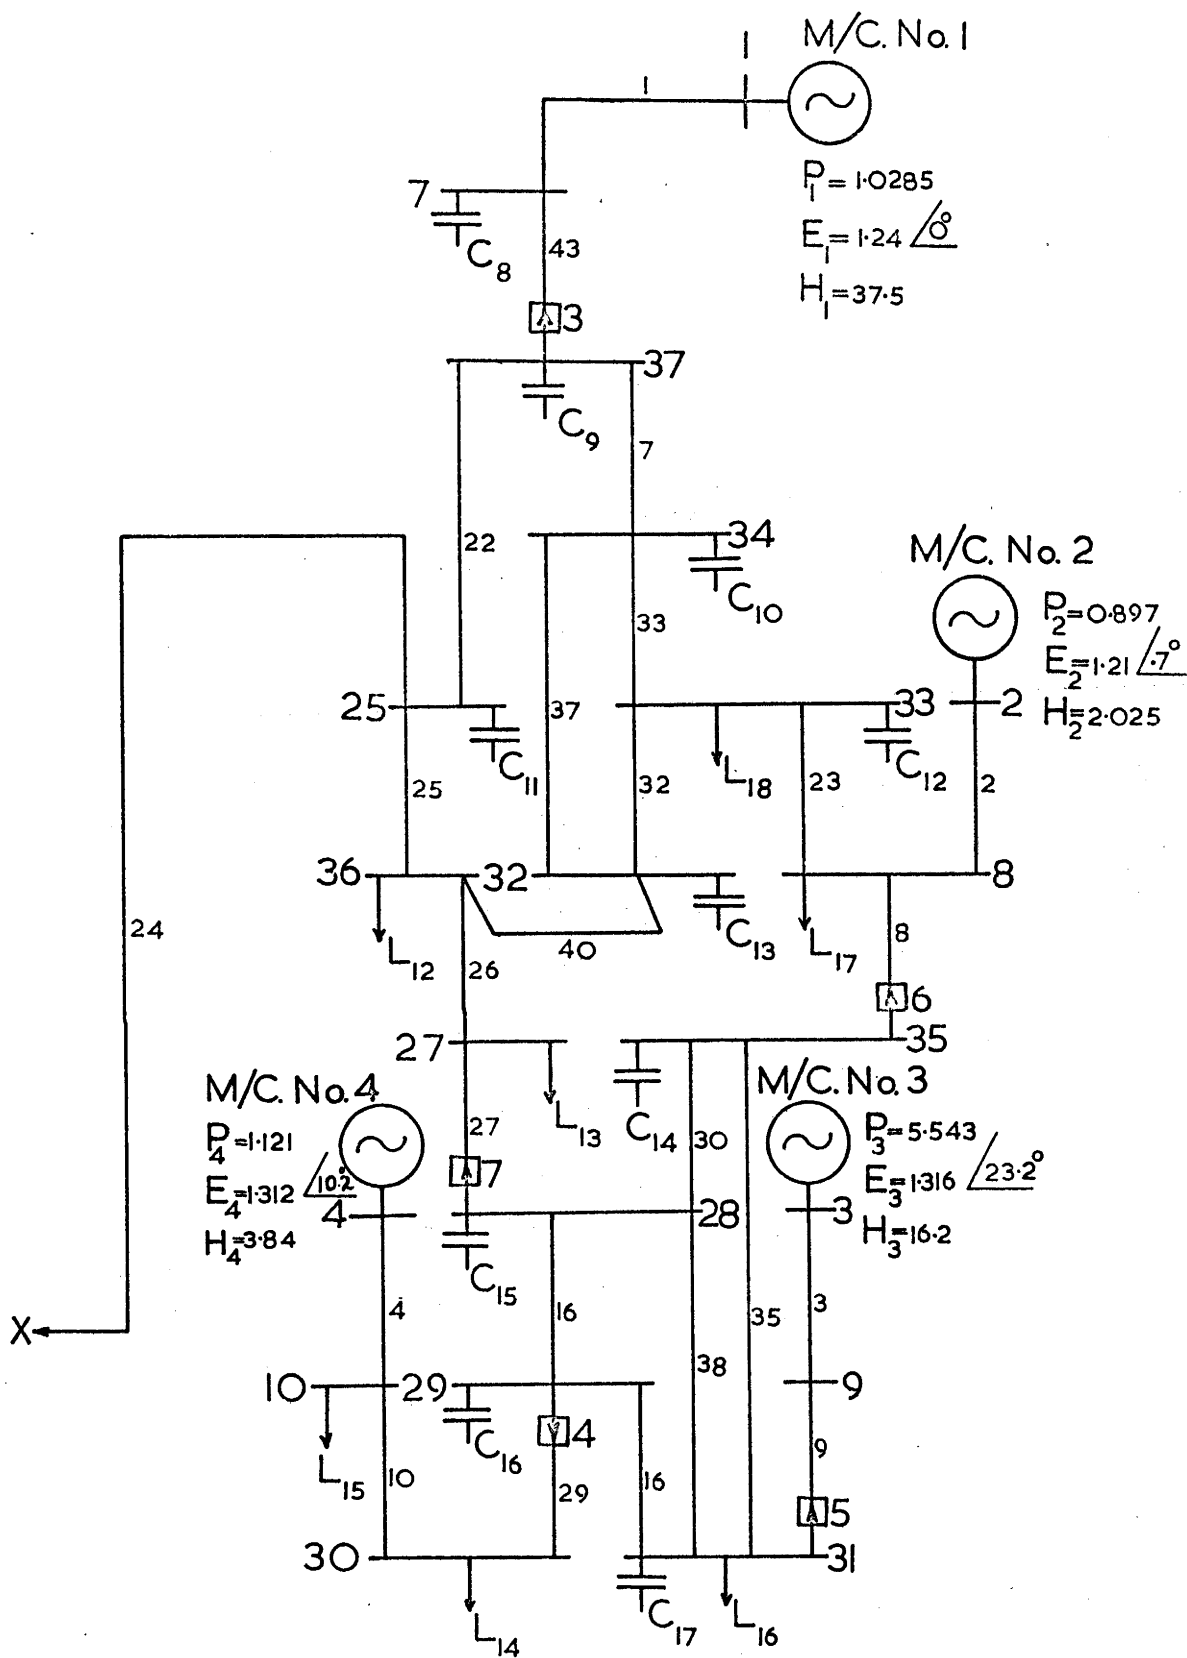 M/C. No. 1
1
1
P1 = 1.0285
7
E1 = 1.24 /0°
C8
43
H1 = 37.5
3
37
C9
7
22
34
M/C. No. 2
C10
P2 = 0.897
33
E2 = 1.21 /.7°
25
37
33
2
H2 = 2.025
C11
L18
C12
25
32
23
2
36
32
8
24
C13
8
L12
40
L17
26
6
27
35
M/C. No. 4
M/C. No. 3
P4 = 1.121
L13
C14
P3 = 5.543
27
30
E4 = 1.312 /10.2°
7
E3 = 1.316 /23.2°
4
28
3
H4 = 3.84
H3 = 16.2
C15
4
16
35
3
X
38
10
29
9
C16
4
L15
10
29
16
9
5
30
31
C17
L16
L14